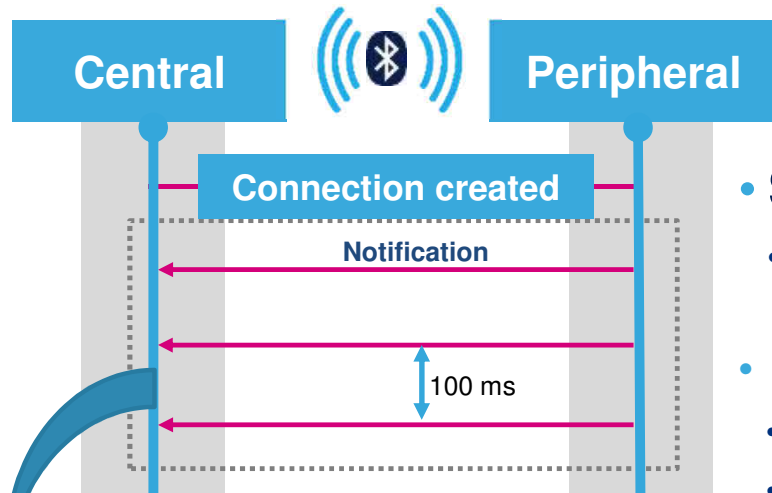 Central
Peripheral
Connection created
Notification
100 ms